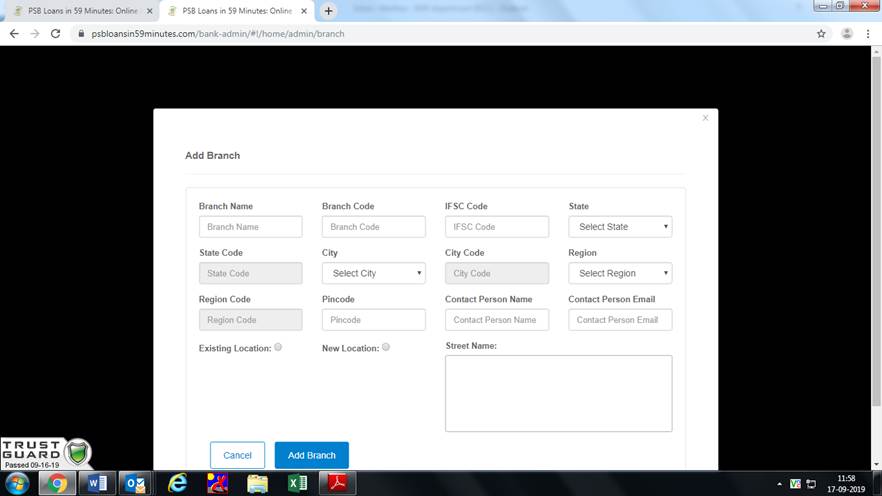 PSB Loans in 59 Minutes: Online
PSB Loans in 59 Minutes: Online
psbloansin59minutes.com/bank-admin/#!/home/admin/branch
Add Branch
Branch Name Branch Code IFSC Code State
Branch Name Branch Code IFSC Code Select State
State Code City City Code Region
State Code Select City City Code Select Region
Region Code Pincode Contact Person Name Contact Person Email
Region Code Pincode Contact Person Name Contact Person Email
Existing Location: New Location: Street Name:
Cancel Add Branch
TRUST
GUARD
Passed 09-16-19
11:58
17-09-2019